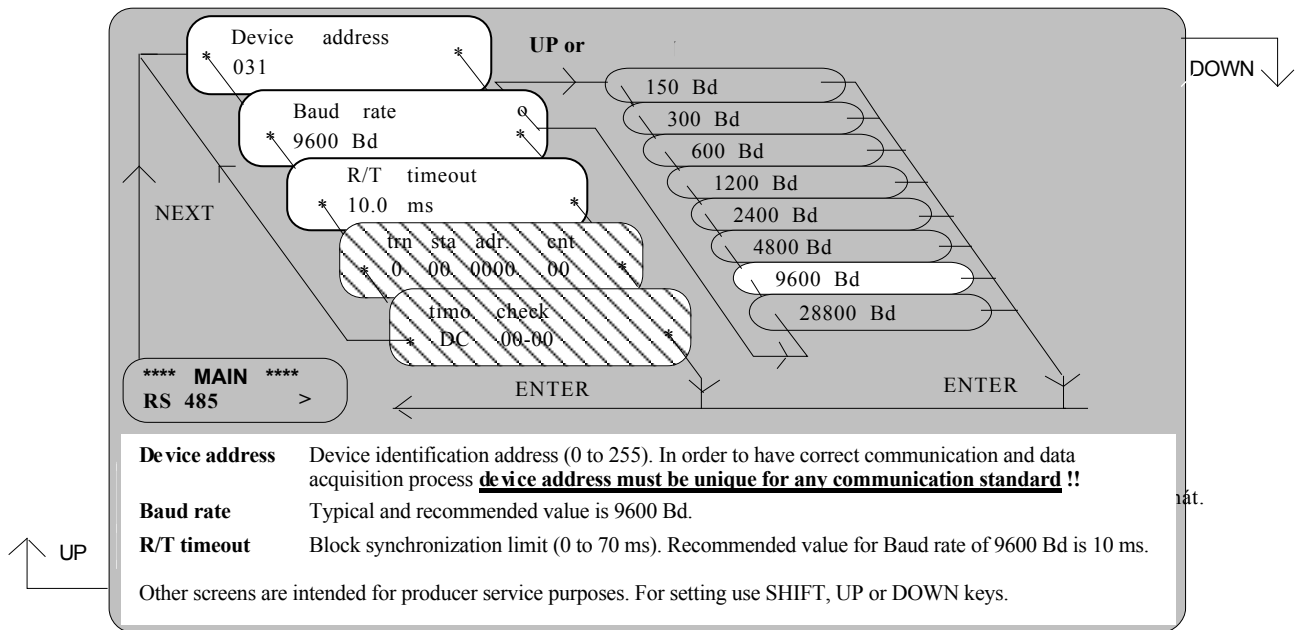 Device address
031
UP or
DOWN
Baud rate
9600 Bd
R/T timeout
10.0 ms
trn sta adr. cnt
0 00 0000 00
timo check
DC 00-00
150 Bd
300 Bd
600 Bd
1200 Bd
2400 Bd
4800 Bd
9600 Bd
28800 Bd
NEXT
**** MAIN ****
RS 485 >
ENTER
ENTER
Device address Device identification address (0 to 255). In order to have correct communication and data
acquisition process device address must be unique for any communication standard !!
hát.
Baud rate Typical and recommended value is 9600 Bd.
R/T timeout Block synchronization limit (0 to 70 ms). Recommended value for Baud rate of 9600 Bd is 10 ms.
UP
Other screens are intended for producer service purposes. For setting use SHIFT, UP or DOWN keys.